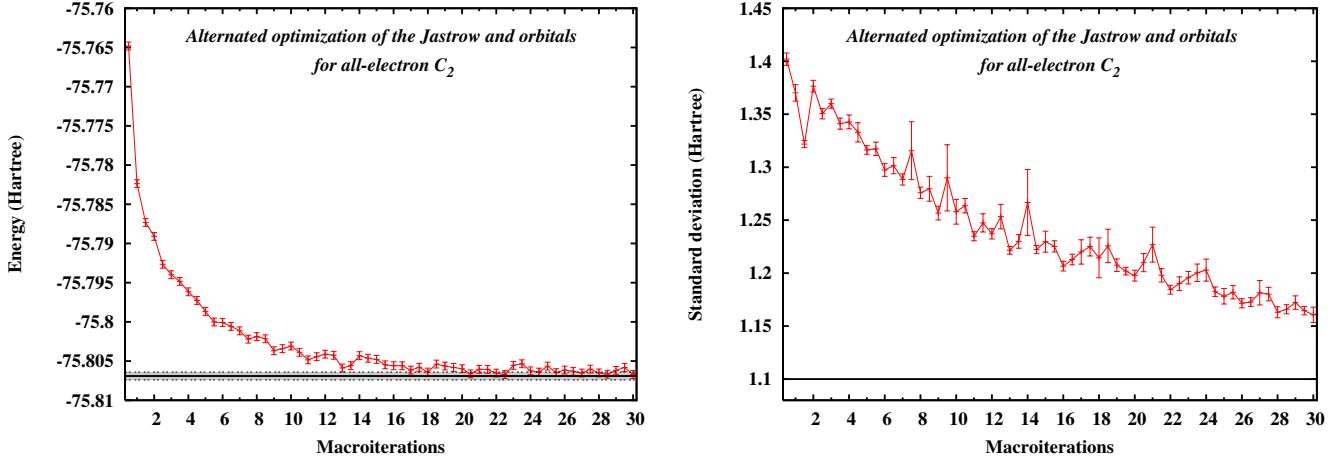 Alternated optimization of the Jastrow and orbitals
for all-electron C2
Energy (Hartree)
-75.76
-75.765
-75.77
-75.775
-75.78
-75.785
-75.79
-75.795
-75.8
-75.805
-75.81
2 4 6 8 10 12 14 16 18 20 22 24 26 28 30
Macroiterations
Alternated optimization of the Jastrow and orbitals
for all-electron C2
Standard deviation (Hartree)
1.45
1.4
1.35
1.3
1.25
1.2
1.15
1.1
2 4 6 8 10 12 14 16 18 20 22 24 26 28 30
Macroiterations